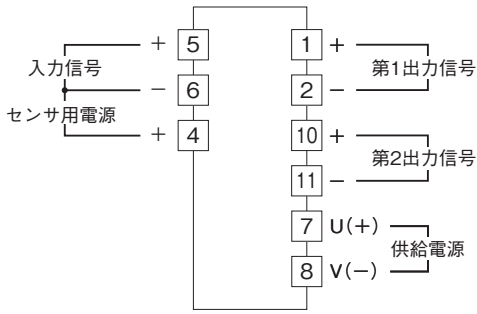 + 5
入力信号
− 6
センサ用電源
+ 4
1 +
第1出力信号
2 −
10 +
第2出力信号
11 −
7 U(+)
供給電源
8 V(−)